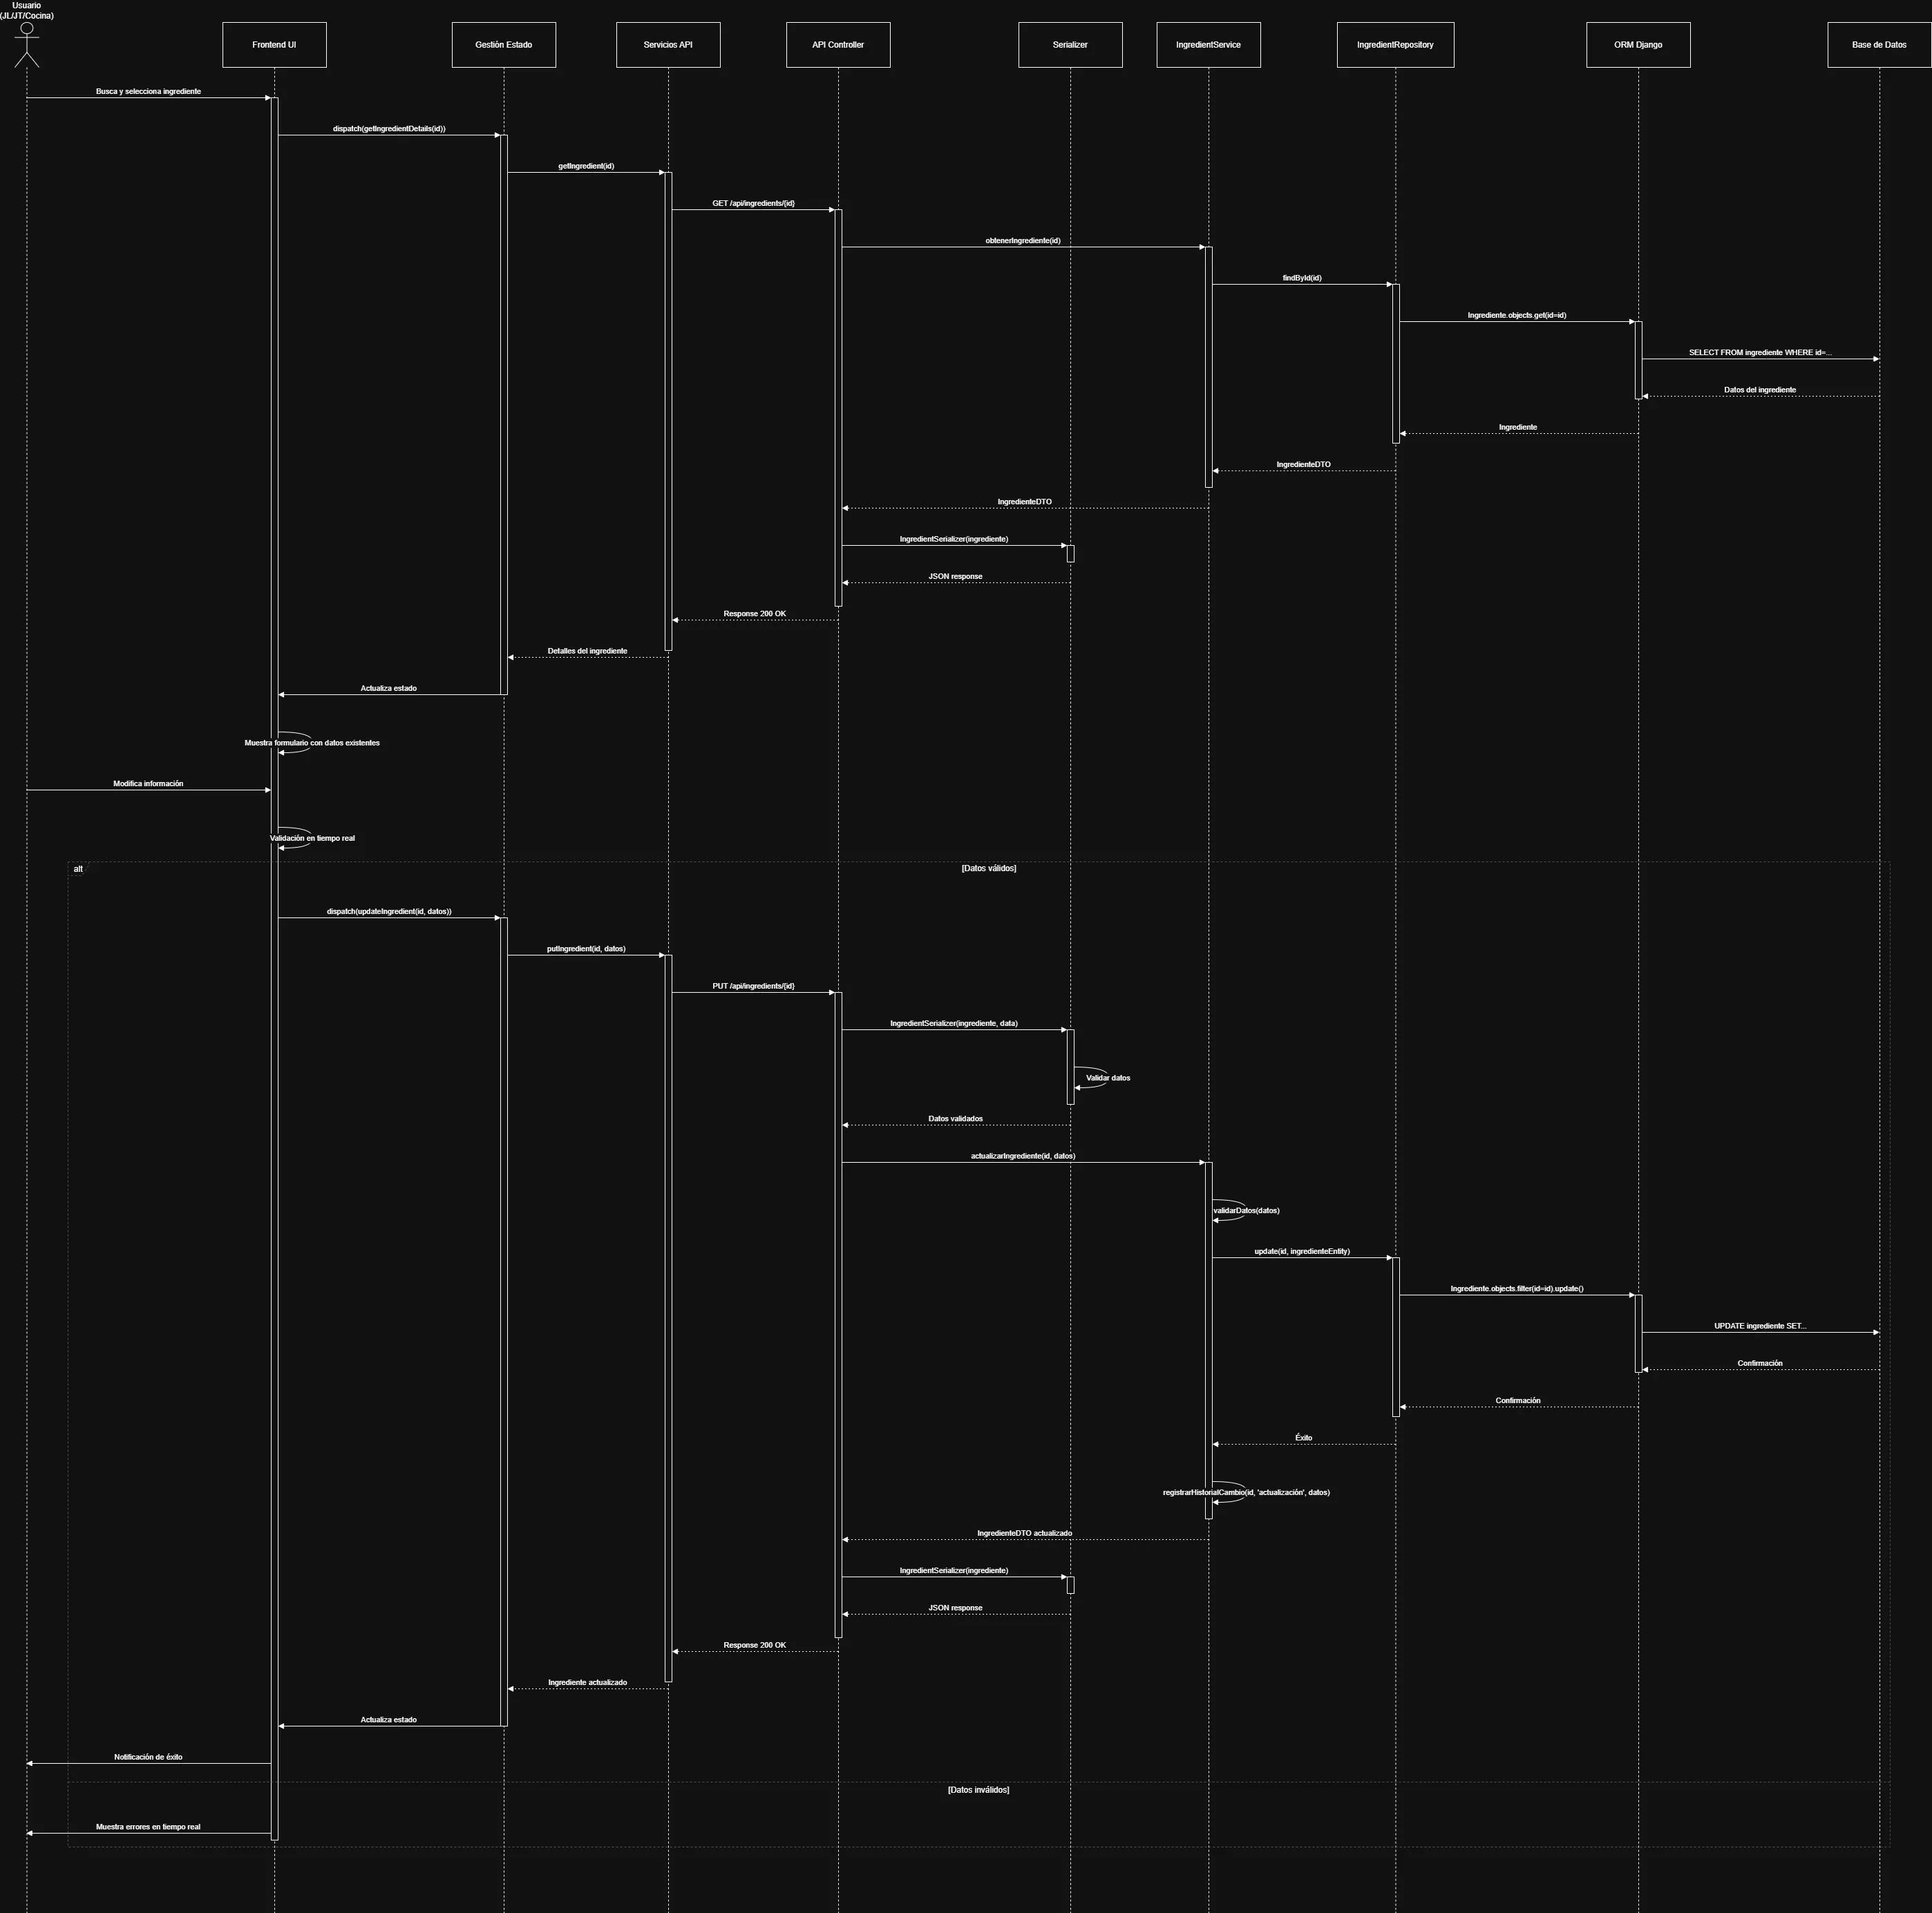 Usuario
(JL/JT/Cocina)
Frontend UI
Gestión Estado
Servicios API
API Controller
Serializer
IngredientService
IngredientRepository
ORM Django
Base de Datos
Busca y selecciona ingrediente
dispatch(getIngredientDetails(id))
getIngredient(id)
GET /api/ingredients/{id}
obtenerIngrediente(id)
findById(id)
Ingrediente.objects.get(id=id)
SELECT FROM ingrediente WHERE id=...
Datos del ingrediente
Ingrediente
IngredienteDTO
IngredienteDTO
IngredientSerializer(ingrediente)
JSON response
Response 200 OK
Detalles del ingrediente
Actualiza estado
Muestra formulario con datos existentes
Modifica información
Validación en tiempo real
alt
[Datos válidos]
dispatch(updateIngredient(id, datos))
putIngredient(id, datos)
PUT /api/ingredients/{id}
IngredientSerializer(ingrediente, data)
Validar datos
Datos validados
actualizarIngrediente(id, datos)
validarDatos(datos)
update(id, ingredienteEntity)
Ingrediente.objects.filter(id=id).update()
UPDATE ingrediente SET...
Confirmación
Confirmación
Éxito
registrarHistorialCambio(id, 'actualización', datos)
IngredienteDTO actualizado
IngredientSerializer(ingrediente)
JSON response
Response 200 OK
Ingrediente actualizado
Actualiza estado
Notificación de éxito
[Datos inválidos]
Muestra errores en tiempo real